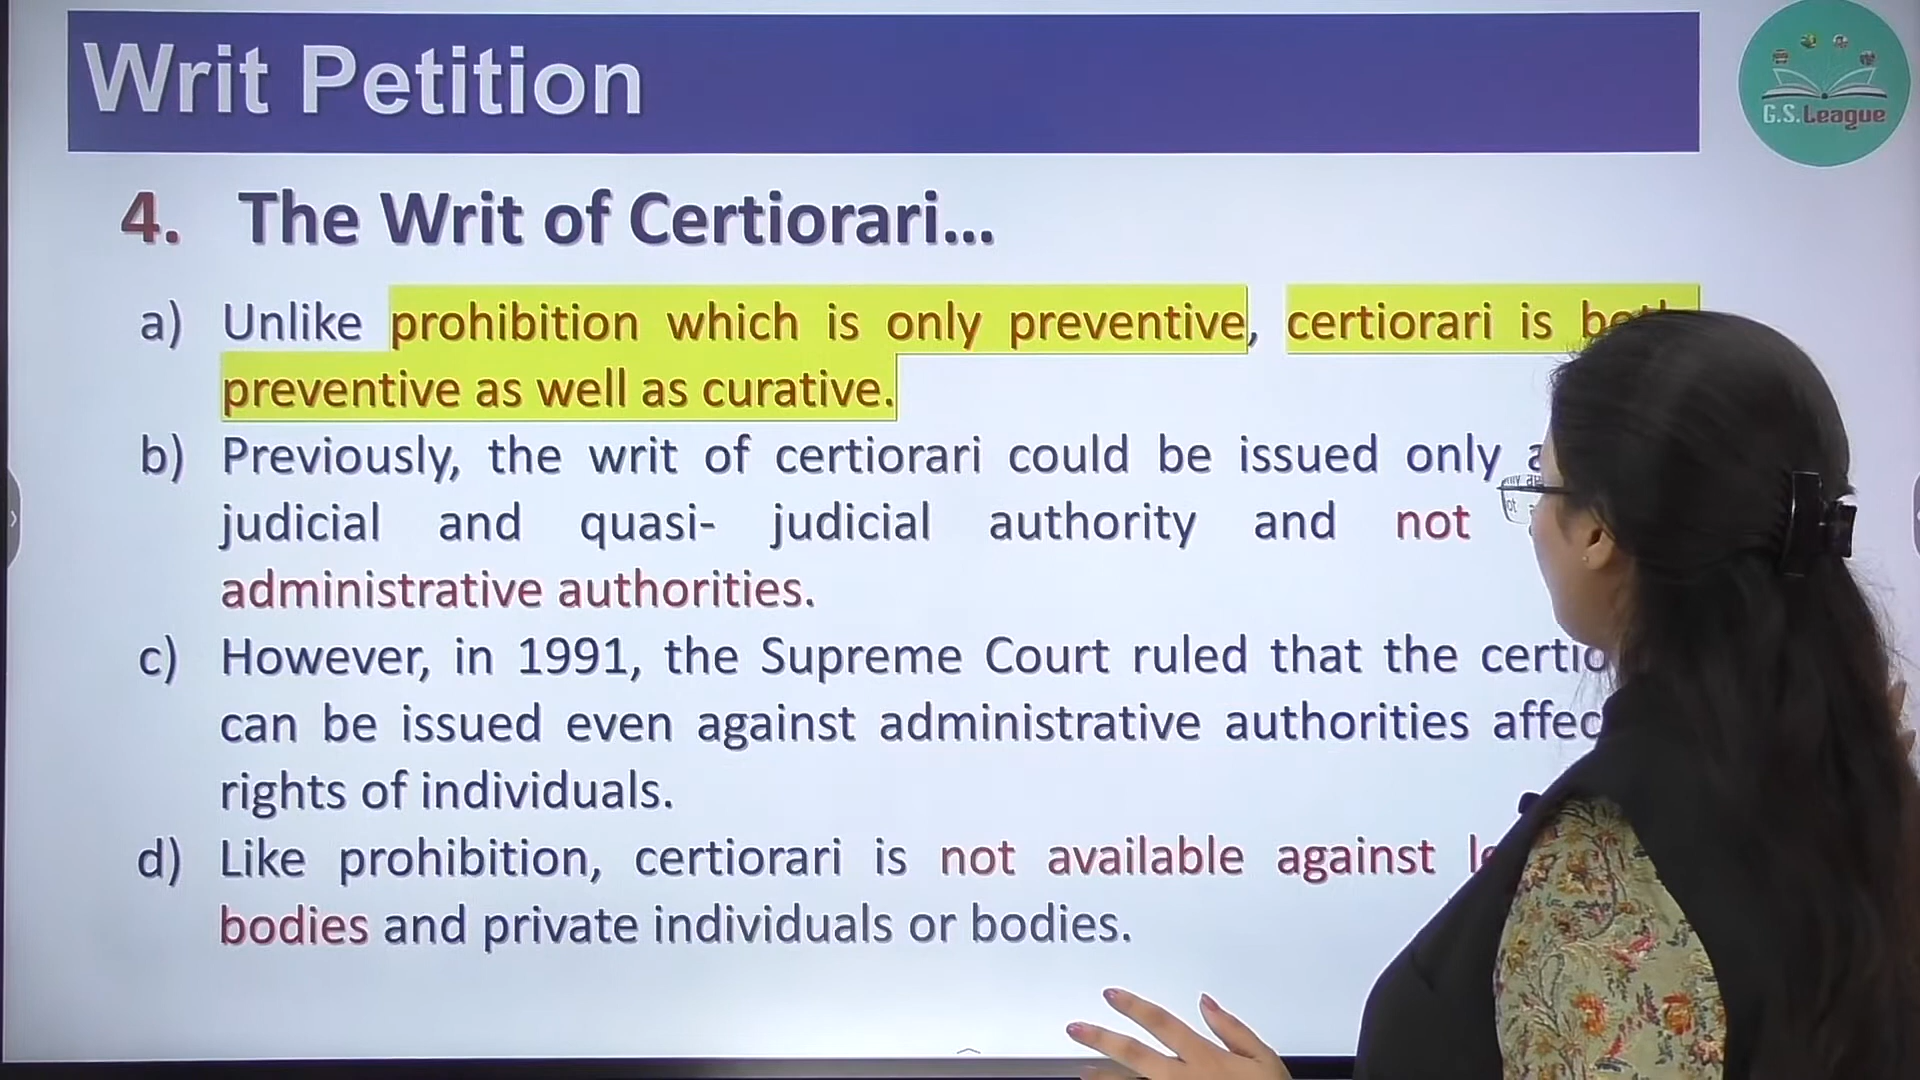 Writ Petition
G.S.League
4. The Writ of Certiorari...
a) Unlike prohibition which is only preventive, certiorari is both
preventive as well as curative.
b) Previously, the writ of certiorari could be issued only
judicial and quasi- judicial authority and not
administrative authorities.
c) However, in 1991, the Supreme Court ruled that the
can be issued even against administrative authorities
rights of individuals.
d) Like prohibition, certiorari is not available against
bodies and private individuals or bodies.